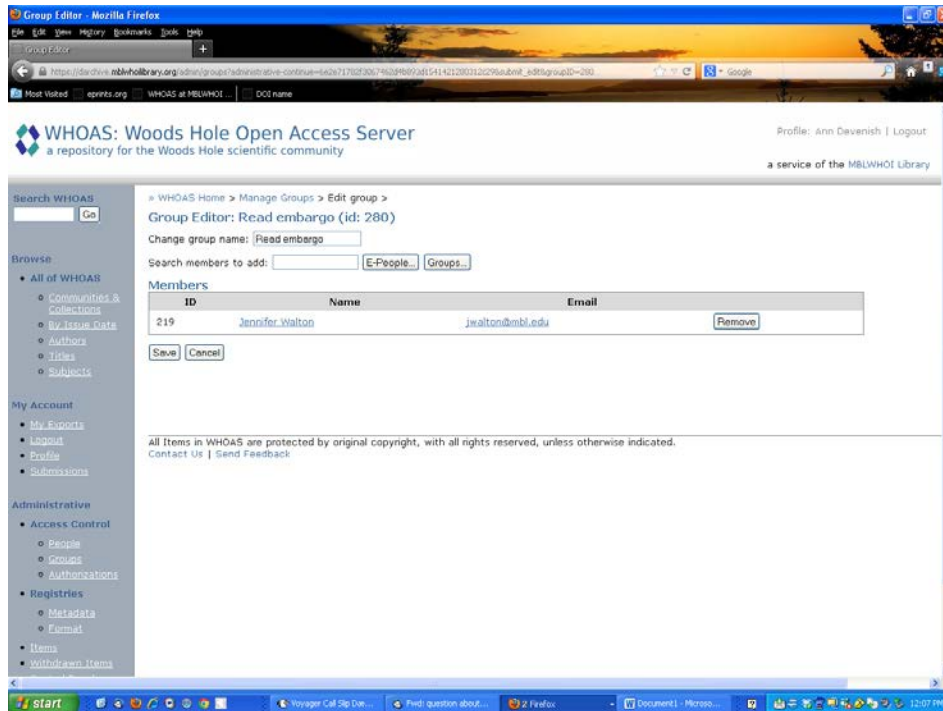 Group Editor - Mozilla Firefox
File Edit View History Bookmarks Tools Help
Group Editor +
Google
Most Visited eprints.org WHOAS at MBLWHOI ... DOI name
WHOAS: Woods Hole Open Access Server
a repository for the Woods Hole scientific community
Profile: Ann Devenish | Logout
a service of the MBLWHOI Library
Search WHOAS
Go
Browse
All of WHOAS
Communities & Collections
By Issue Date
Authors
Titles
Subjects
My Account
My Exports
Logout
Profile
Submissions
Administrative
Access Control
People
Groups
Authorizations
Registries
Metadata
Format
Items
Withdrawn Items
» WHOAS Home > Manage Groups > Edit group >
Group Editor: Read embargo (id: 280)
Change group name: Read embargo
Search members to add: E-People... Groups...
Members
ID Name Email
219 Jennifer Walton jwalton@mbl.edu Remove
Save Cancel
All Items in WHOAS are protected by original copyright, with all rights reserved, unless otherwise indicated.
Contact Us | Send Feedback
start Voyager Call Slip Dae... Fwd: question about... 2 Firefox Document1 - Microso... 12:07 PM